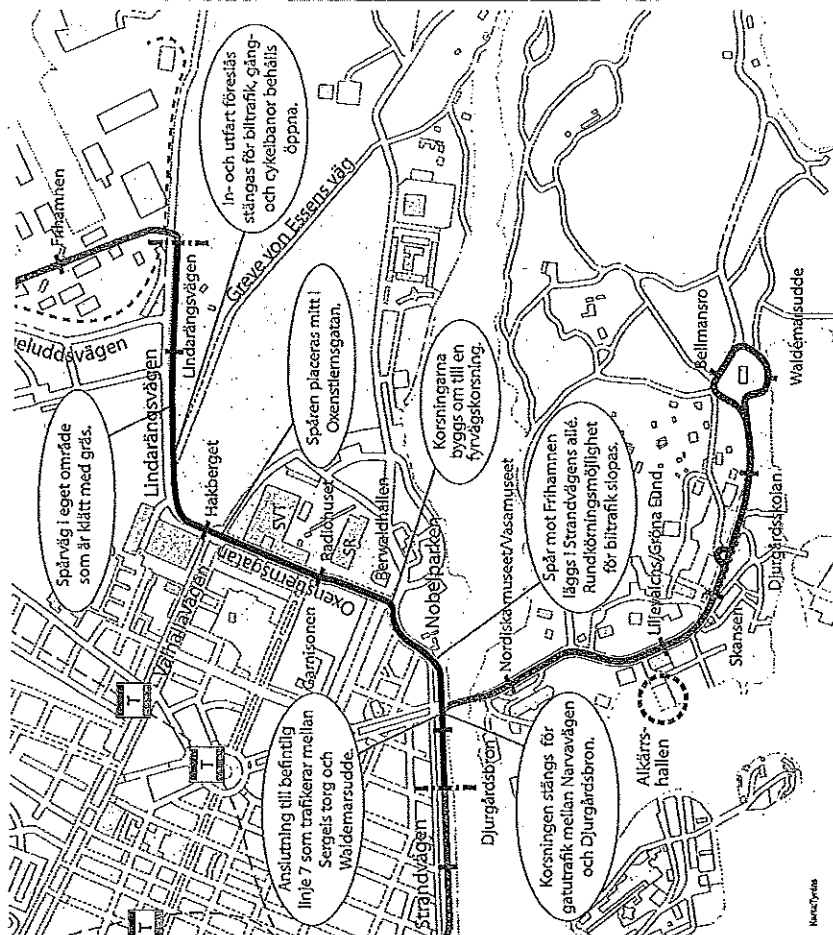 Frihamnen
In- och utfart föreslås
stängas för biltrafik, gång-
och cykelbanor behålls
öppna.
eluddsvägen
Lindarängsvägen
Lindarängsvägen
Greve von Essens väg
Spårväg i eget område
som är klätt med gräs.
Hakberget
Valhallavägen
Spåren placeras mitt i
Oxenstiernsgatan.
SVT
Radiohuset
SR
Oxenstiernsgatan
Garnisonen
Berwaldhallen
Korsningarna
byggs om till en
fyrvägskorsning.
Nobelparken
T
T
T
Anslutning till befintlig
linje 7 som trafikerar mellan
Sergels torg och
Waldemarsudde.
Strandvägen
Djurgårdsbron
Nordiska museet/Vasamuseet
Spår mot Frihamnen
läggs i Strandvägens allé.
Rundkörningsmöjlighet
för biltrafik slopas.
Korsningen stängs för
gatutrafik mellan Narvavägen
och Djurgårdsbron.
Liljevalchs/Gröna Lund
Alkärrs-
hallen
Skansen
Djurgårdsskolan
Bellmansro
Waldemarsudde